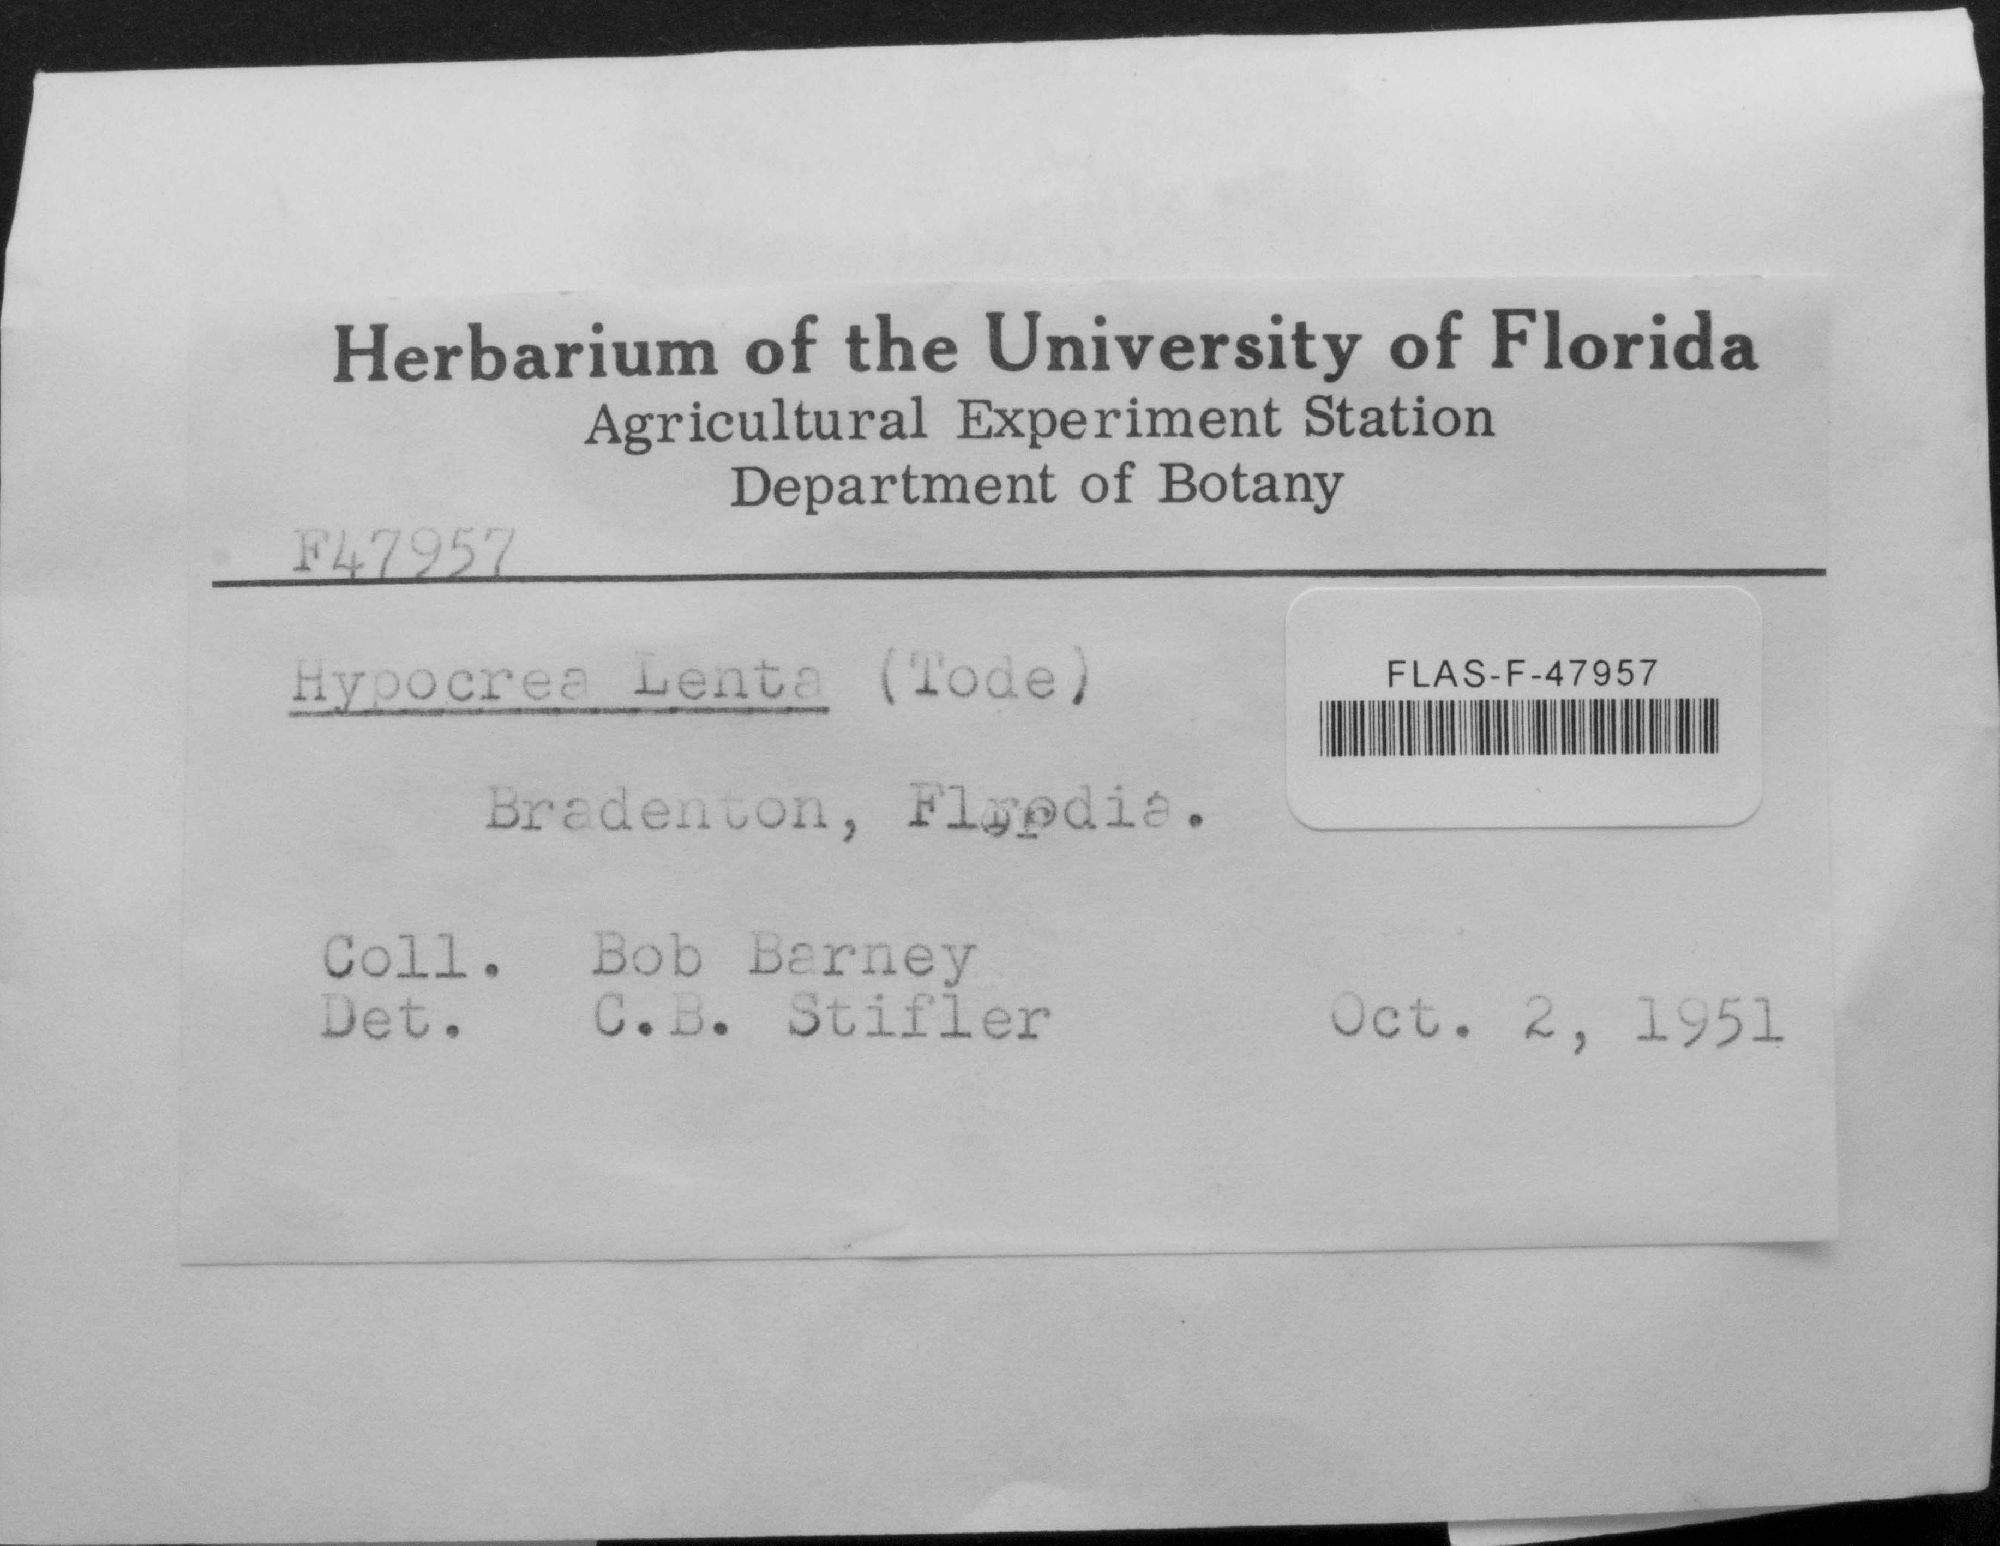 Herbarium of the University of Florida
Agricultural Experiment Station
Department of Botany
F47957
Hypocrea Lenta (Tode)
FLAS-F-47957
Bradenton,
Coll. Bob Barney
Det. C.B. Stifler Oct. 2, 1951